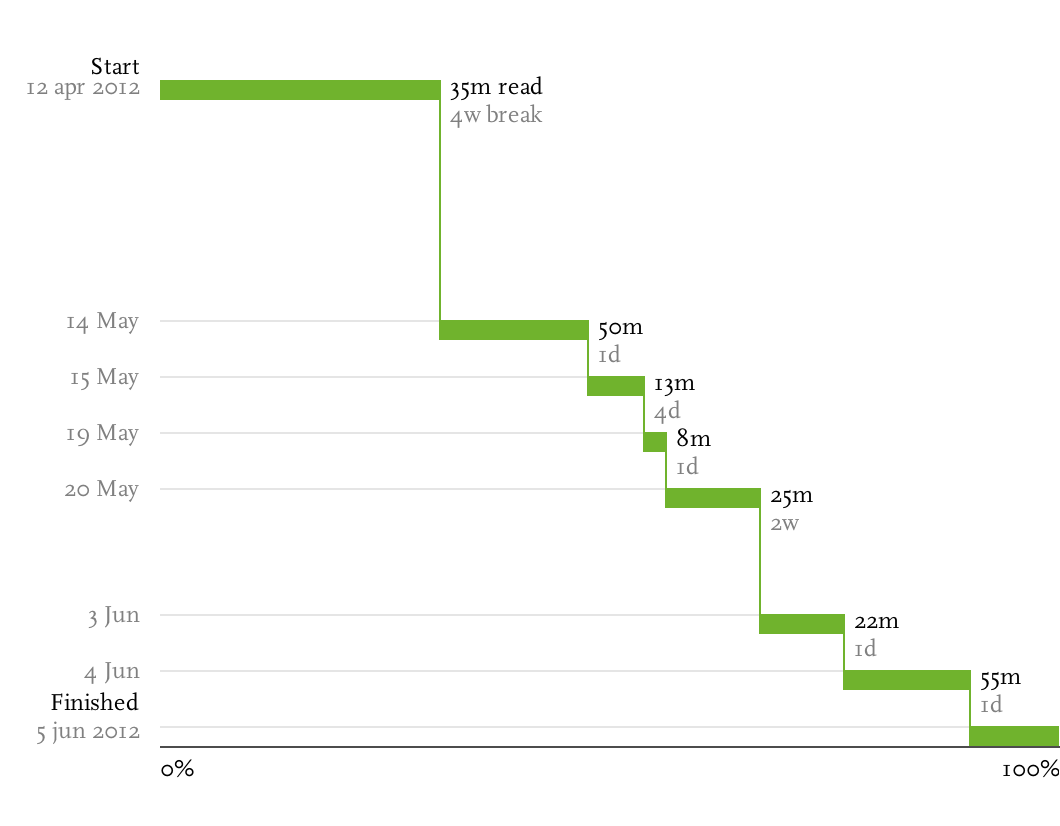 Start
12 apr 2012
35m read
4w break
14 May
50m
1d
15 May
13m
4d
19 May
8m
1d
20 May
25m
2w
3 Jun
22m
1d
4 Jun
55m
1d
Finished
5 jun 2012
0%
100%